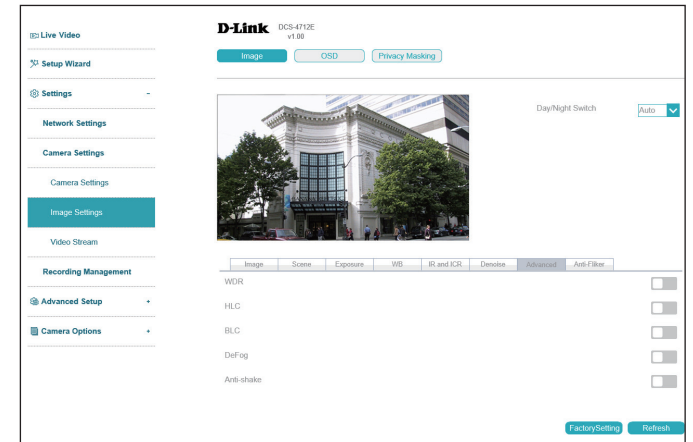 Live Video
Setup Wizard
Settings -
Network Settings
Camera Settings
Camera Settings
Image Settings
Video Stream
Recording Management
Advanced Setup +
Camera Options +
D-Link DCS-4712E
v1.00
Image OSD Privacy Masking
Day/Night Switch Auto
Image Scene Exposure WB IR and ICR Denoise Advanced Anti-Fliker
WDR
HLC
BLC
DeFog
Anti-shake
FactorySetting Refresh